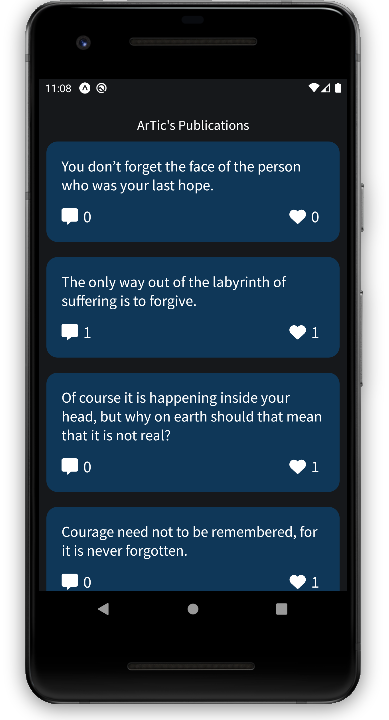 11:08
ArTic's Publications
You don’t forget the face of the person
who was your last hope.
0 0
The only way out of the labyrinth of
suffering is to forgive.
1 1
Of course it is happening inside your
head, but why on earth should that mean
that it is not real?
0 1
Courage need not to be remembered, for
it is never forgotten.
0 1